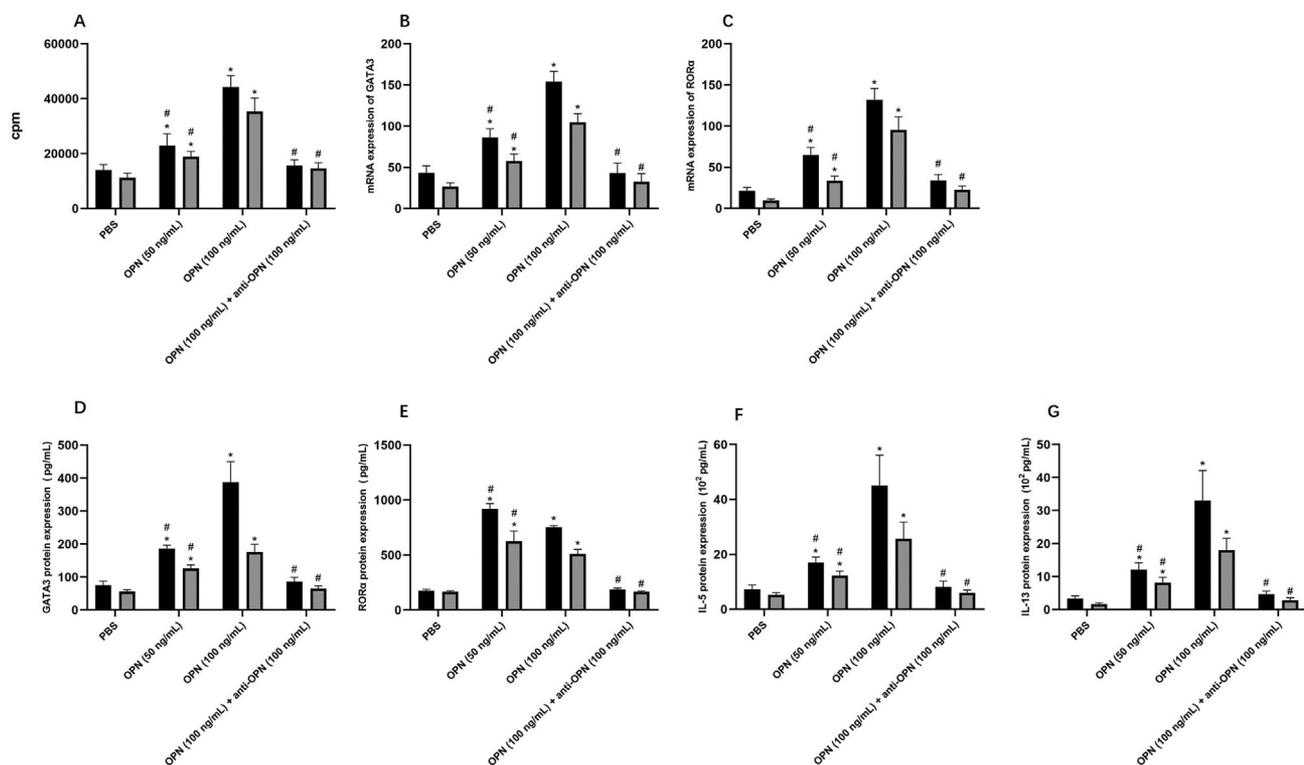 A
cpm
60000
40000
20000
0
# * # * * * # #
PBS
OPN (50 ng/mL)
OPN (100 ng/mL)
OPN (100 ng/mL) + anti-OPN (100 ng/mL)
B
mRNA expression of GATA3
200
150
100
50
0
# * # * * * # #
PBS
OPN (50 ng/mL)
OPN (100 ng/mL)
OPN (100 ng/mL) + anti-OPN (100 ng/mL)
C
mRNA expression of RORα
200
150
100
50
0
# * # * * * # #
PBS
OPN (50 ng/mL)
OPN (100 ng/mL)
OPN (100 ng/mL) + anti-OPN (100 ng/mL)
D
GATA3 protein expression ( pg/mL)
500
400
300
200
100
0
# * # * * * # #
PBS
OPN (50 ng/mL)
OPN (100 ng/mL)
OPN (100 ng/mL) + anti-OPN (100 ng/mL)
E
RORα protein expression ( pg/mL)
1500
1000
500
0
# * # * * * # #
PBS
OPN (50 ng/mL)
OPN (100 ng/mL)
OPN (100 ng/mL) + anti-OPN (100 ng/mL)
F
IL-5 protein expression (10² pg/mL)
60
40
20
0
# * # * * * # #
PBS
OPN (50 ng/mL)
OPN (100 ng/mL)
OPN (100 ng/mL) + anti-OPN (100 ng/mL)
G
IL-13 protein expression (10² pg/mL)
50
40
30
20
10
0
# * # * * * # #
PBS
OPN (50 ng/mL)
OPN (100 ng/mL)
OPN (100 ng/mL) + anti-OPN (100 ng/mL)